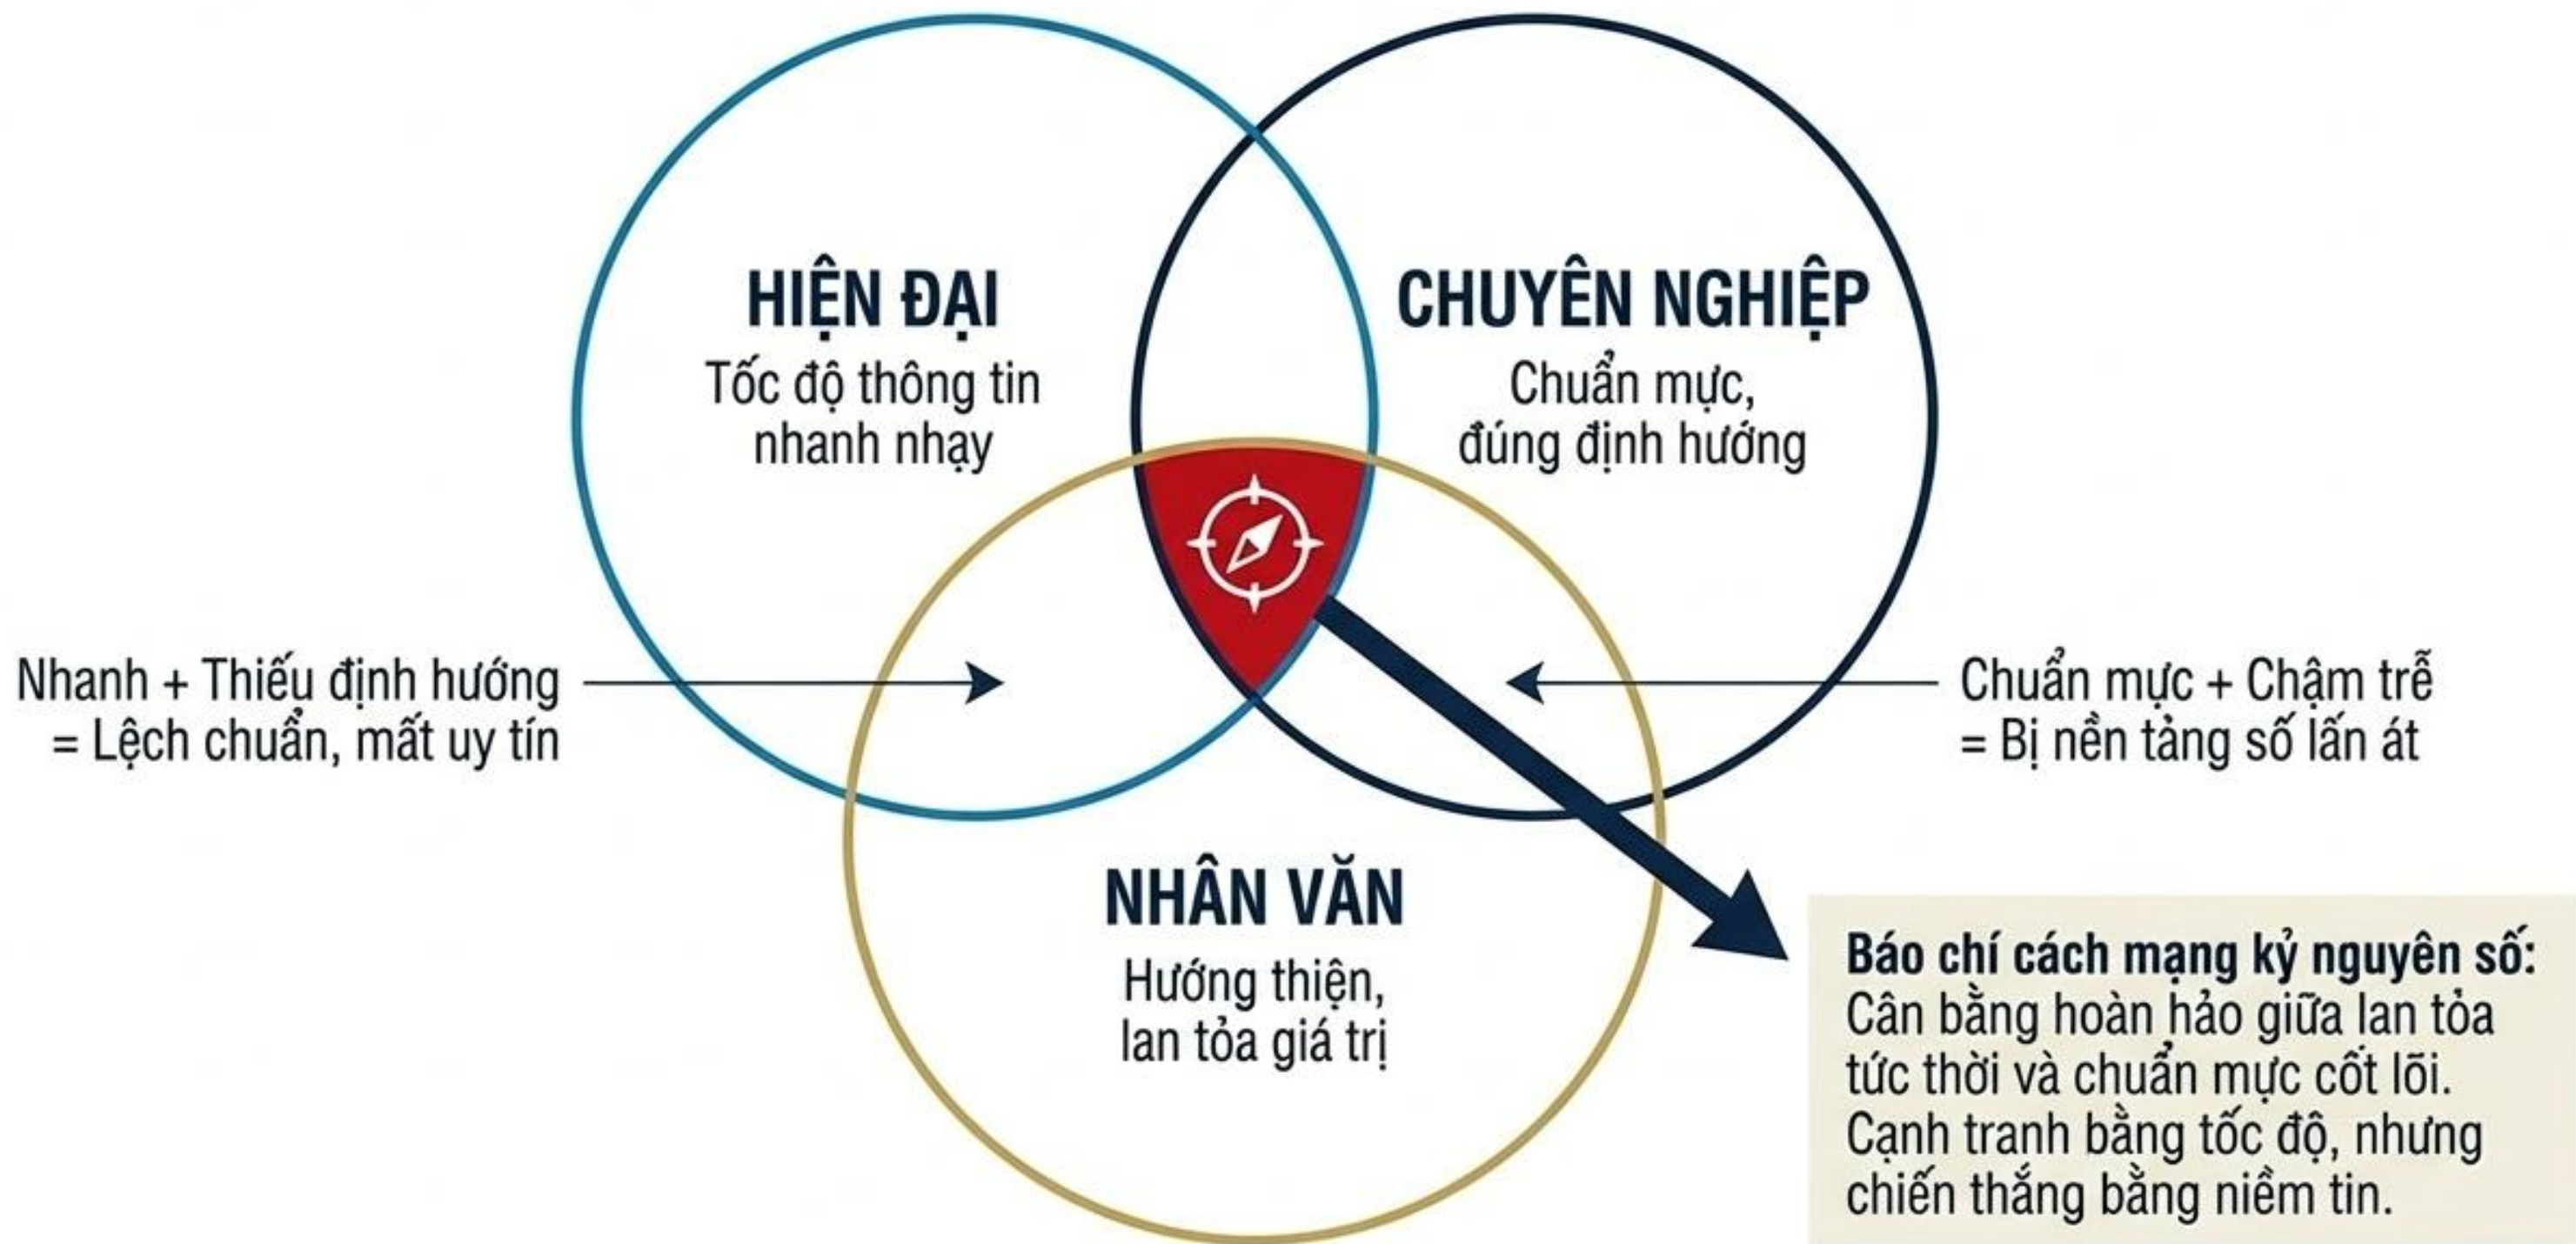 HIỆN ĐẠI
Tốc độ thông tin
nhanh nhạy
CHUYÊN NGHIỆP
Chuẩn mực,
đúng định hướng
Nhanh + Thiếu định hướng
= Lệch chuẩn, mất uy tín
Chuẩn mực + Chậm trễ
= Bị nền tảng số lấn át
NHÂN VĂN
Hướng thiện,
lan tỏa giá trị
Báo chí cách mạng kỷ nguyên số:
Cân bằng hoàn hảo giữa lan tỏa
tức thời và chuẩn mực cốt lõi.
Cạnh tranh bằng tốc độ, nhưng
chiến thắng bằng niềm tin.